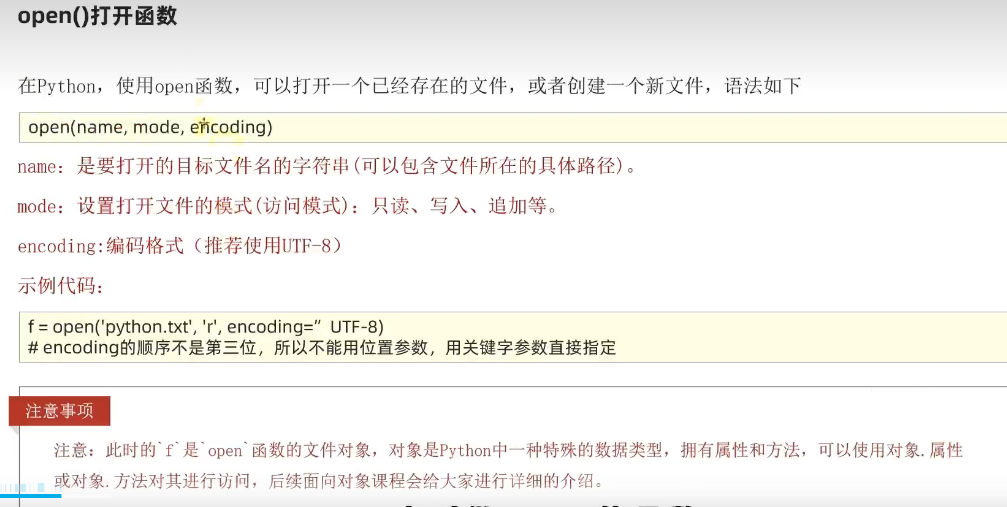 open()打开函数
在Python，使用open函数，可以打开一个已经存在的文件，或者创建一个新文件，语法如下
open(name, mode, encoding)
name：是要打开的目标文件名的字符串(可以包含文件所在的具体路径)。
mode：设置打开文件的模式(访问模式)：只读、写入、追加等。
encoding:编码格式（推荐使用UTF-8）
示例代码：
f = open('python.txt', 'r', encoding=”UTF-8)
# encoding的顺序不是第三位，所以不能用位置参数，用关键字参数直接指定
注意事项
注意：此时的`f`是`open`函数的文件对象，对象是Python中一种特殊的数据类型，拥有属性和方法，可以使用对象.属性
或对象.方法对其进行访问，后续面向对象课程会给大家进行详细的介绍。